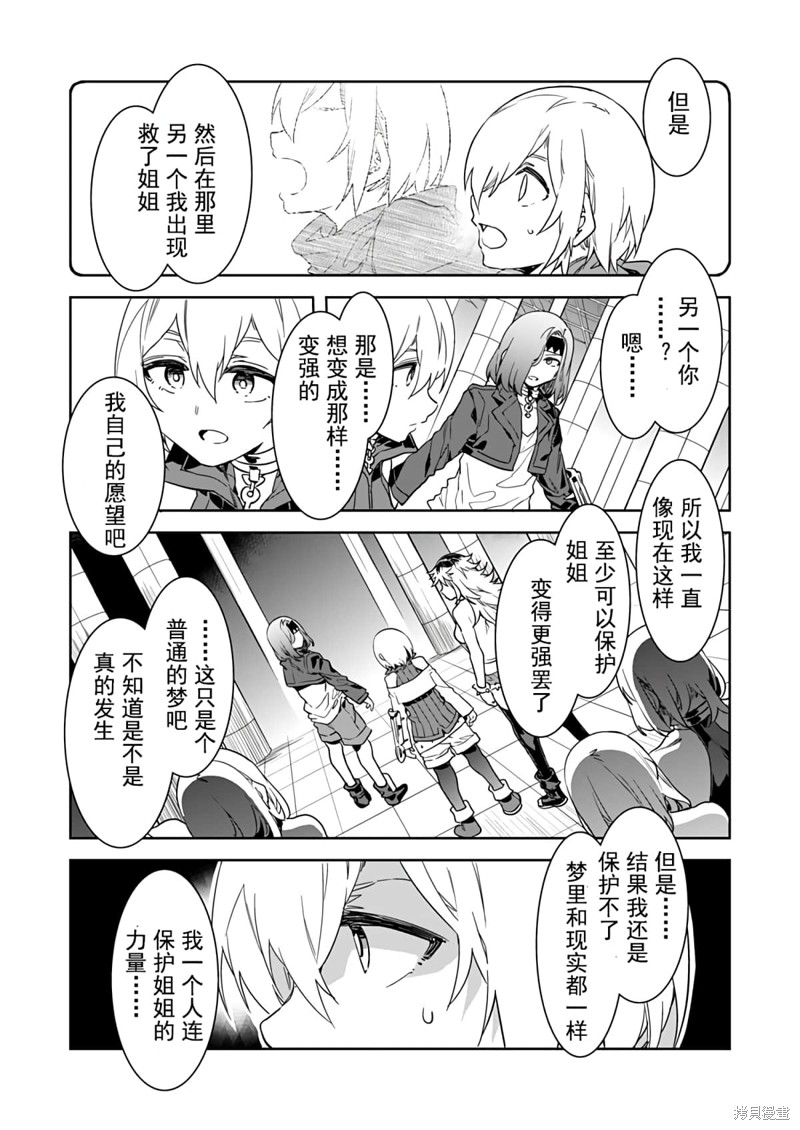 但是
然后在那里
另一个我出现
救了姐姐
另一个你
……?
嗯……
那是……
想变成那样
变强的……
我自己的愿望吧
所以我一直
像现在这样
至少可以保护
姐姐
变得更强罢了
……这只是个
普通的梦吧
不知道是不是
真的发生
但是……
结果我还是
保护不了
梦里和现实都一样
我一个人连
保护姐姐的
力量……
拷贝漫畫